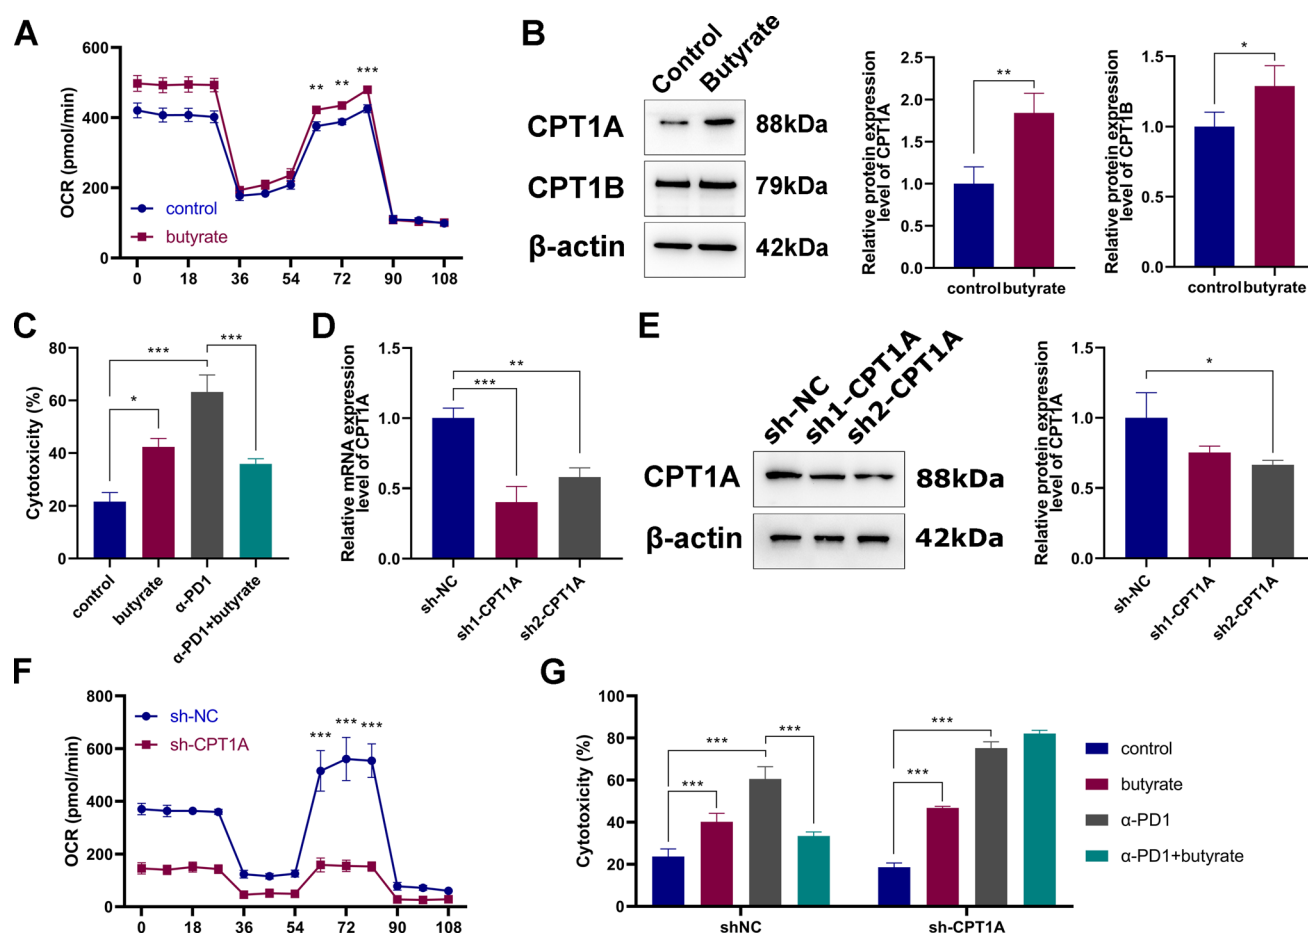 A
OCR (pmol/min)
600
400
200
0
** ** ***
control
butyrate
0 18 36 54 72 90 108
B
Control
Butyrate
CPT1A 88kDa
CPT1B 79kDa
β-actin 42kDa
Relative protein expression
level of CPT1A
2.5
2.0
1.5
1.0
0.5
0.0
**
control butyrate
Relative protein expression
level of CPT1B
1.5
1.0
0.5
0.0
*
control butyrate
C
Cytotoxicity (%)
80
60
40
20
0
***
***
*
control
butyrate
α-PD1
α-PD1+butyrate
D
Relative mRNA expression
level of CPT1A
1.5
1.0
0.5
0.0
**
***
sh-NC
sh1-CPT1A
sh2-CPT1A
E
sh-NC
sh1-CPT1A
sh2-CPT1A
CPT1A 88kDa
β-actin 42kDa
Relative protein expression
level of CPT1A
1.5
1.0
0.5
0.0
*
sh-NC
sh1-CPT1A
sh2-CPT1A
F
OCR (pmol/min)
800
600
400
200
0
sh-NC
sh-CPT1A
*** *** ***
0 18 36 54 72 90 108
G
Cytotoxicity (%)
100
80
60
40
20
0
***
***
***
***
***
shNC
sh-CPT1A
control
butyrate
α-PD1
α-PD1+butyrate